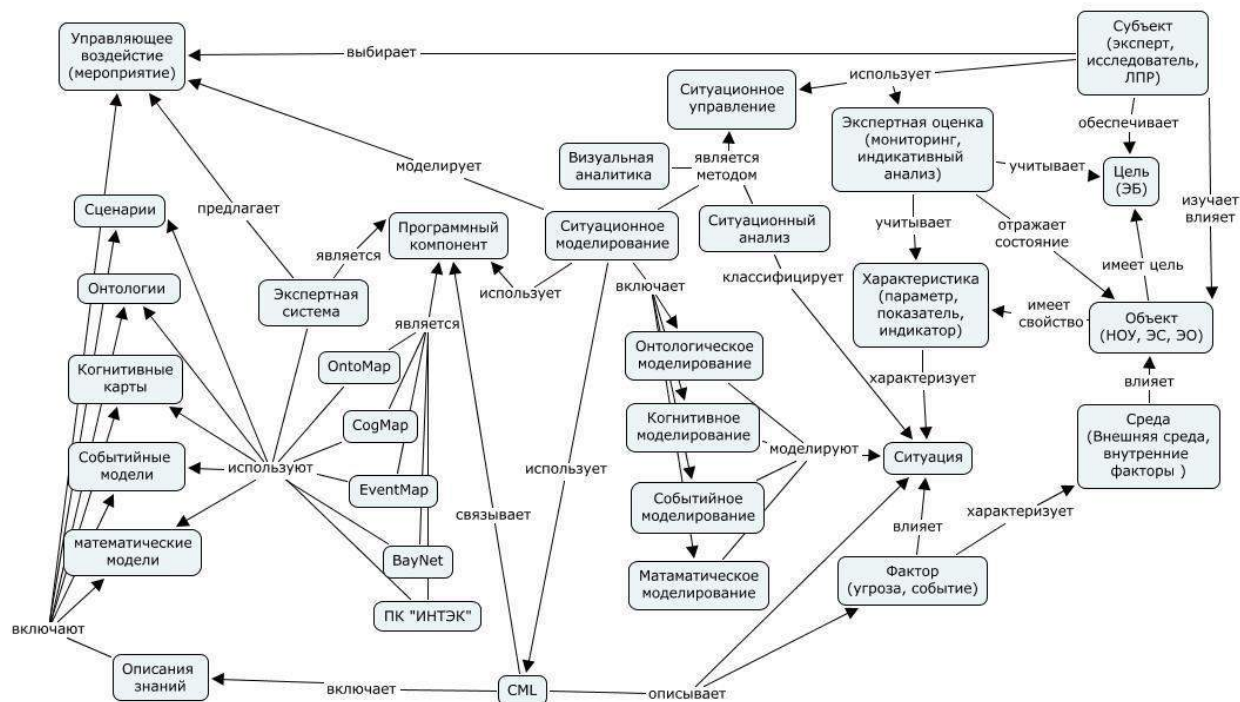 Управляющее
воздейстие
(мероприятие)
выбирает
Субъект
(эксперт,
исследователь,
ЛПР)
использует
Ситуационное
управление
Экспертная оценка
(мониторинг,
индикативный
анализ)
обеспечивает
учитывает
Цель
(ЭБ)
изучает
влияет
моделирует
Визуальная
аналитика
является
методом
Сценарии
предлагает
Программный
компонент
является
Ситуационное
моделирование
Ситуационный
анализ
учитывает
отражает
состояние
имеет цель
Онтологии
Экспертная
система
использует
включает
классифицирует
Характеристика
(параметр,
показатель,
индикатор)
имеет
свойство
Объект
(НОУ, ЭС, ЭО)
является
Когнитивные
карты
OntoMap
Онтологическое
моделирование
характеризует
влияет
CogMap
Когнитивное
моделирование
моделируют
Ситуация
Среда
(Внешняя среда,
внутренние
факторы )
Событийные
модели
используют
EventMap
использует
Событийное
моделирование
связывает
влияет
характеризует
математические
модели
BayNet
Матаматическое
моделирование
Фактор
(угроза, событие)
ПК "ИНТЭК"
включают
Описания
знаний
включает
CML
описывает